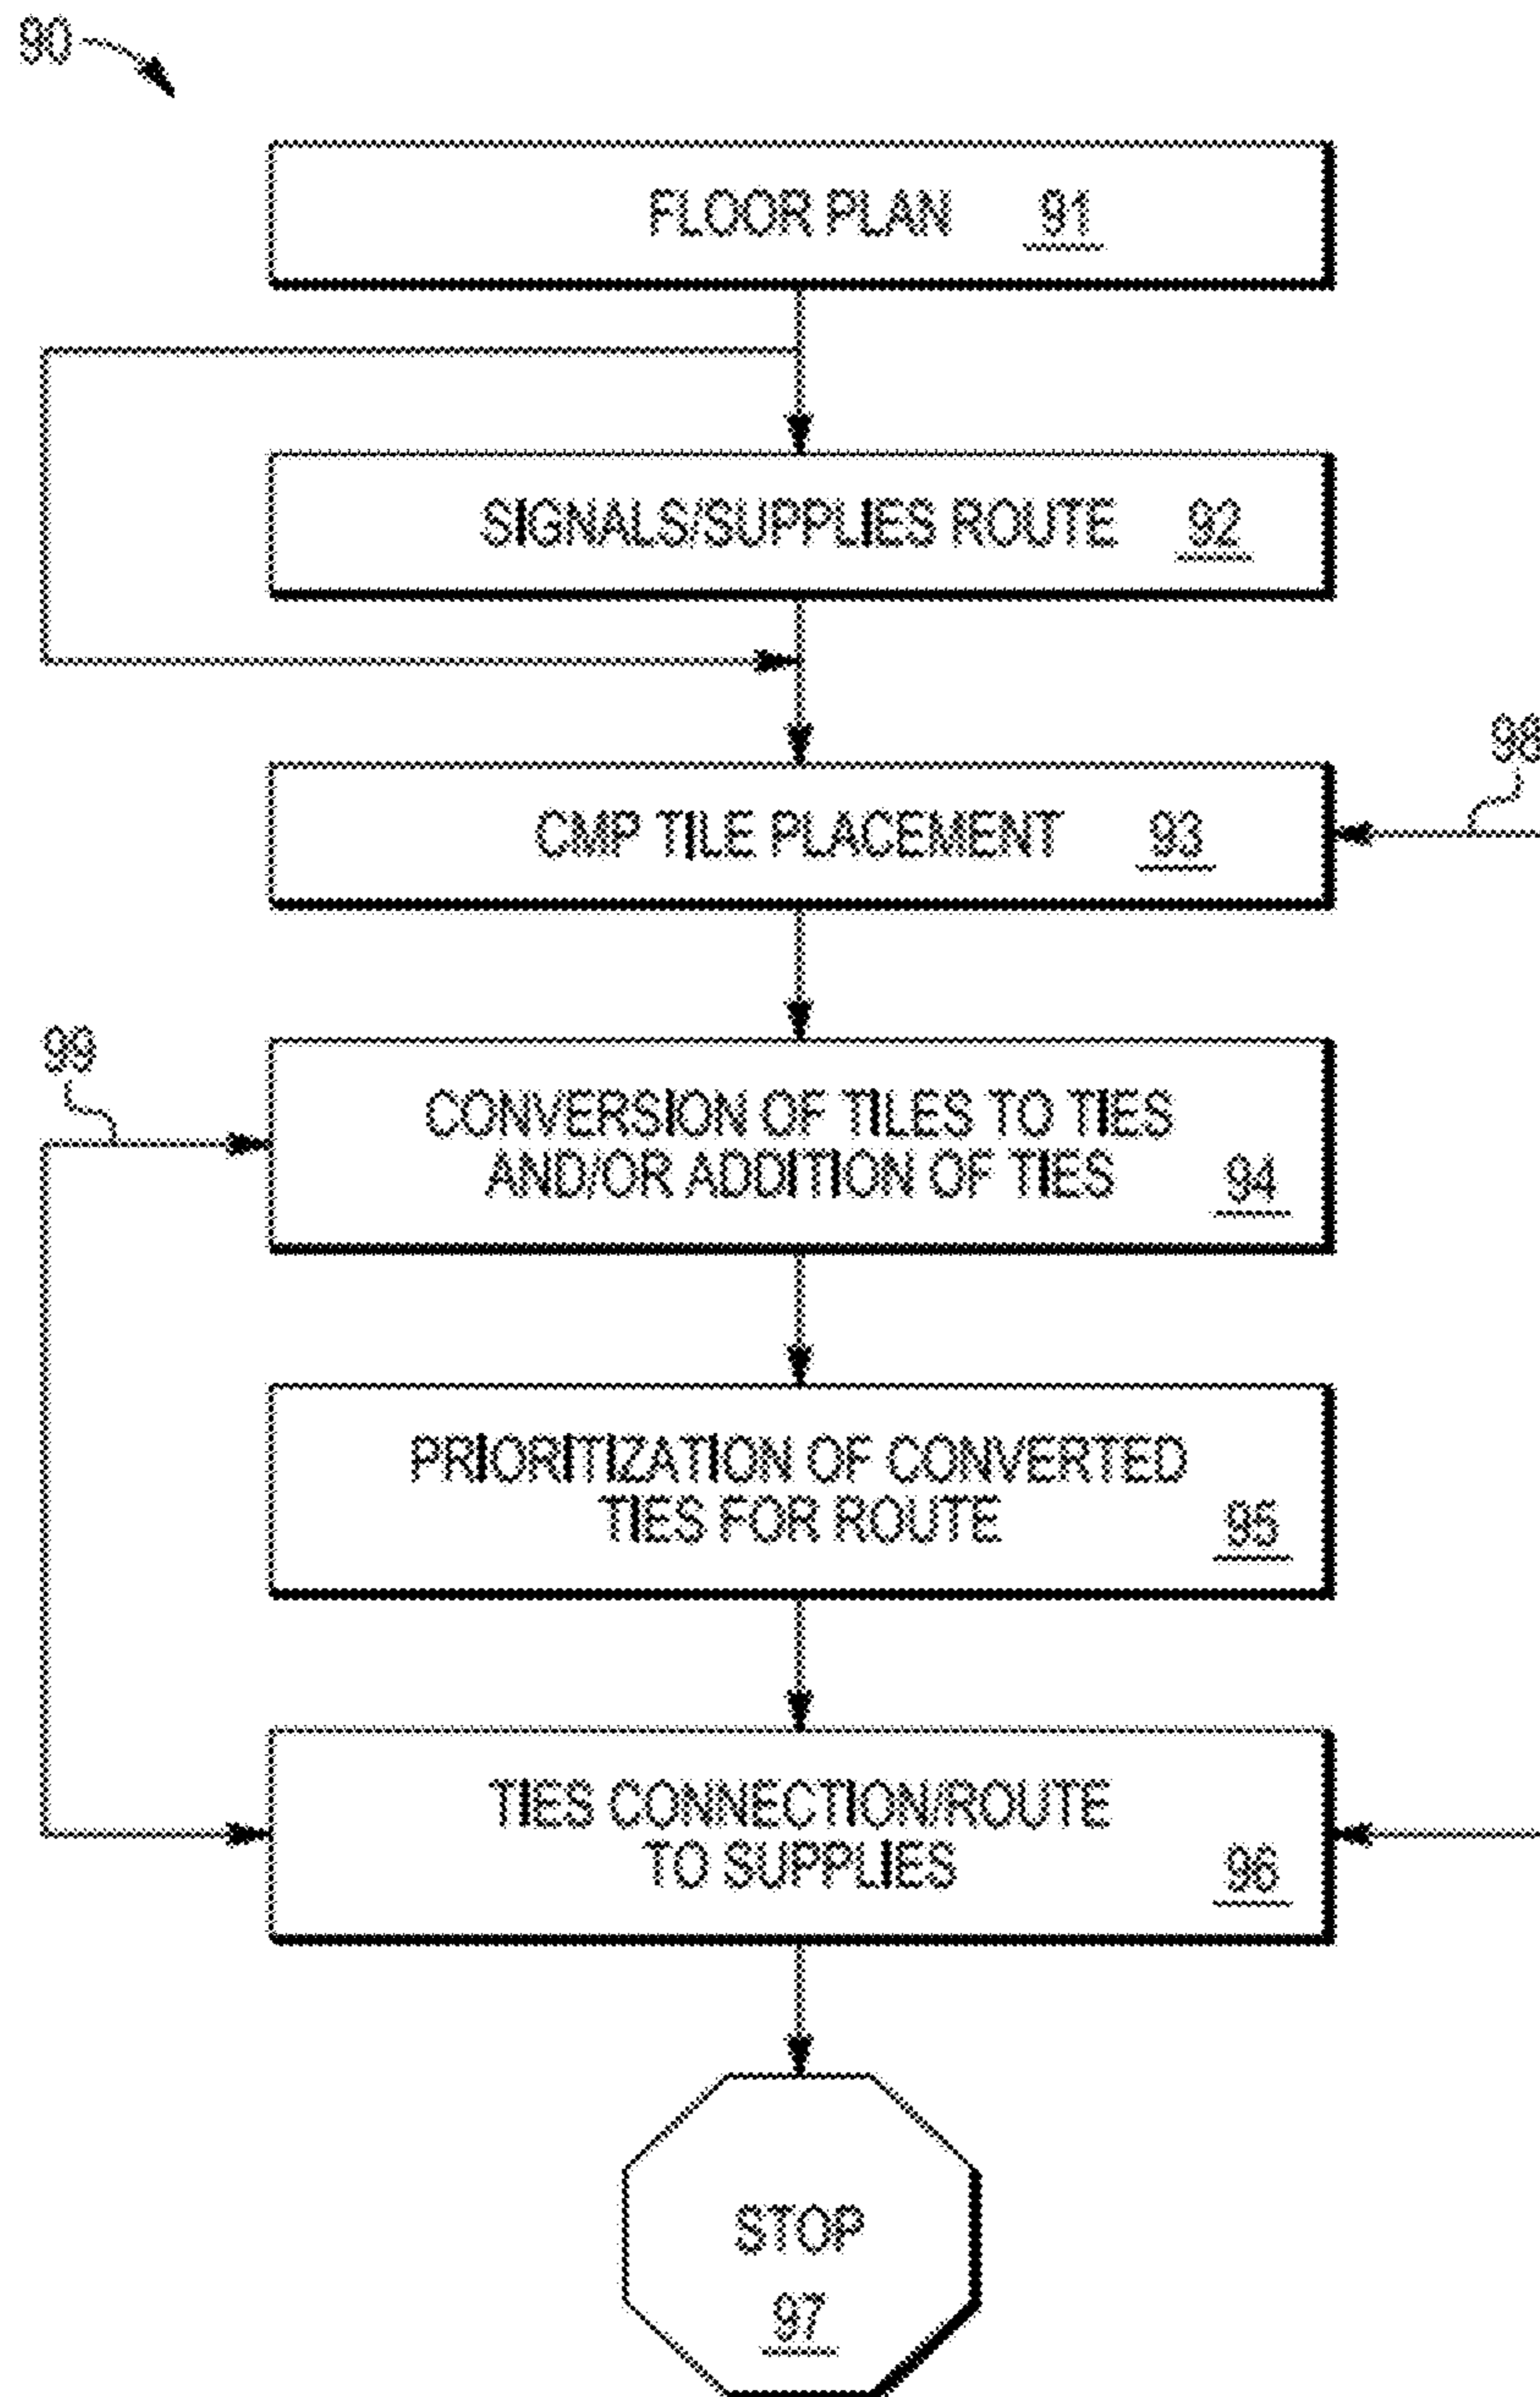 90
FLOOR PLAN 91
SIGNALS/SUPPLIES ROUTE 92
CMP TILE PLACEMENT 93
98
99
CONVERSION OF TILES TO TIES
AND/OR ADDITION OF TIES 94
PRIORITIZATION OF CONVERTED
TIES FOR ROUTE 95
TIES CONNECTION/ROUTE
TO SUPPLIES 96
STOP
97